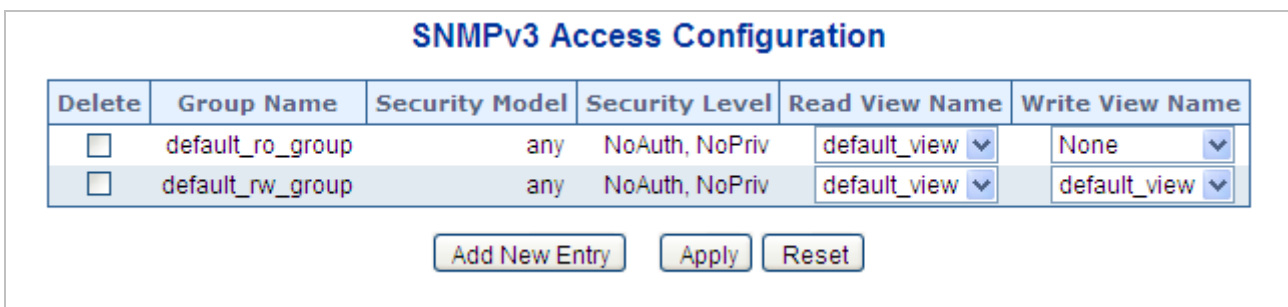 SNMPv3 Access Configuration
Delete Group Name Security Model Security Level Read View Name Write View Name
default_ro_group any NoAuth, NoPriv default_view None
default_rw_group any NoAuth, NoPriv default_view default_view
Add New Entry Apply Reset